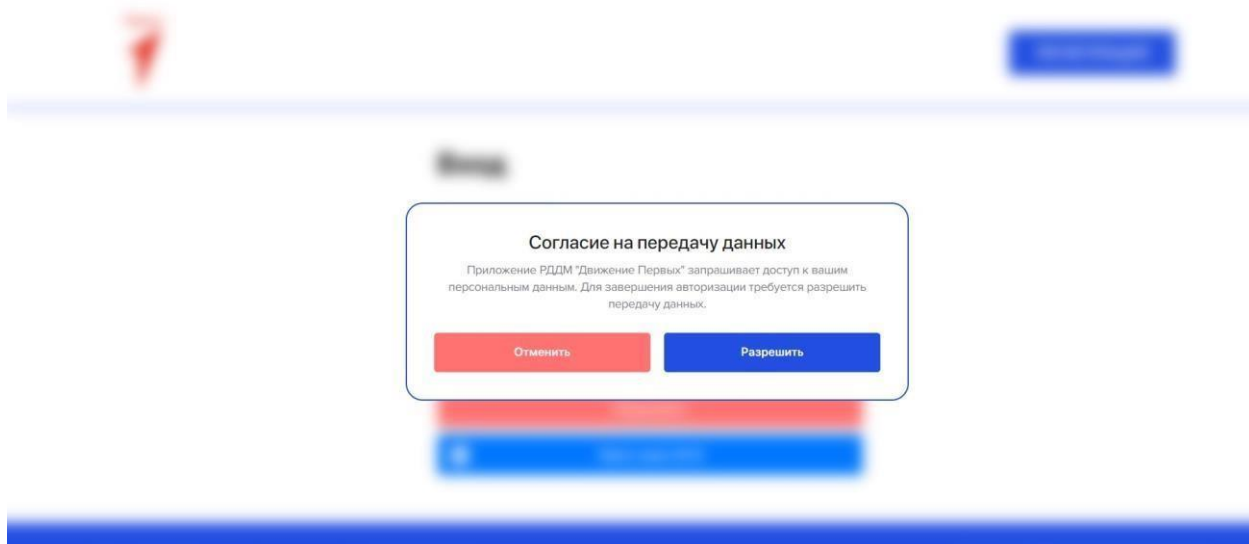 Вход
Согласие на передачу данных
Приложение РДДМ "Движение Первых" запрашивает доступ к вашим
персональным данным. Для завершения авторизации требуется разрешить
передачу данных.
Отменить
Разрешить